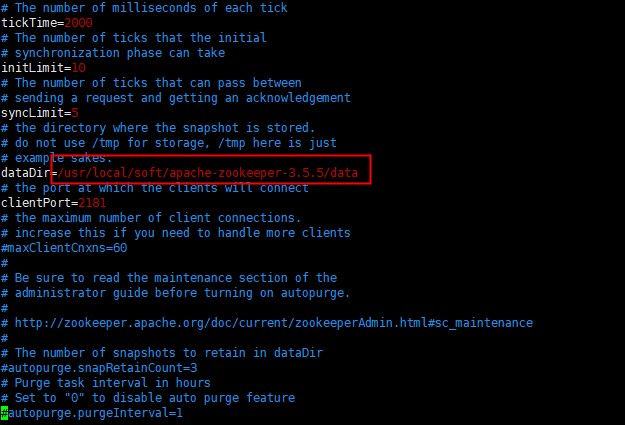 # The number of milliseconds of each tick
tickTime=2000
# The number of ticks that the initial
# synchronization phase can take
initLimit=10
# The number of ticks that can pass between
# sending a request and getting an acknowledgement
syncLimit=5
# the directory where the snapshot is stored.
# do not use /tmp for storage, /tmp here is just
# example sakes.
dataDir=/usr/local/soft/apache-zookeeper-3.5.5/data
# the port at which the clients will connect
clientPort=2181
# the maximum number of client connections.
# increase this if you need to handle more clients
#maxClientCnxns=60
#
# Be sure to read the maintenance section of the
# administrator guide before turning on autopurge.
#
# http://zookeeper.apache.org/doc/current/zookeeperAdmin.html#sc_maintenance
#
# The number of snapshots to retain in dataDir
#autopurge.snapRetainCount=3
# Purge task interval in hours
# Set to "0" to disable auto purge feature
#autopurge.purgeInterval=1